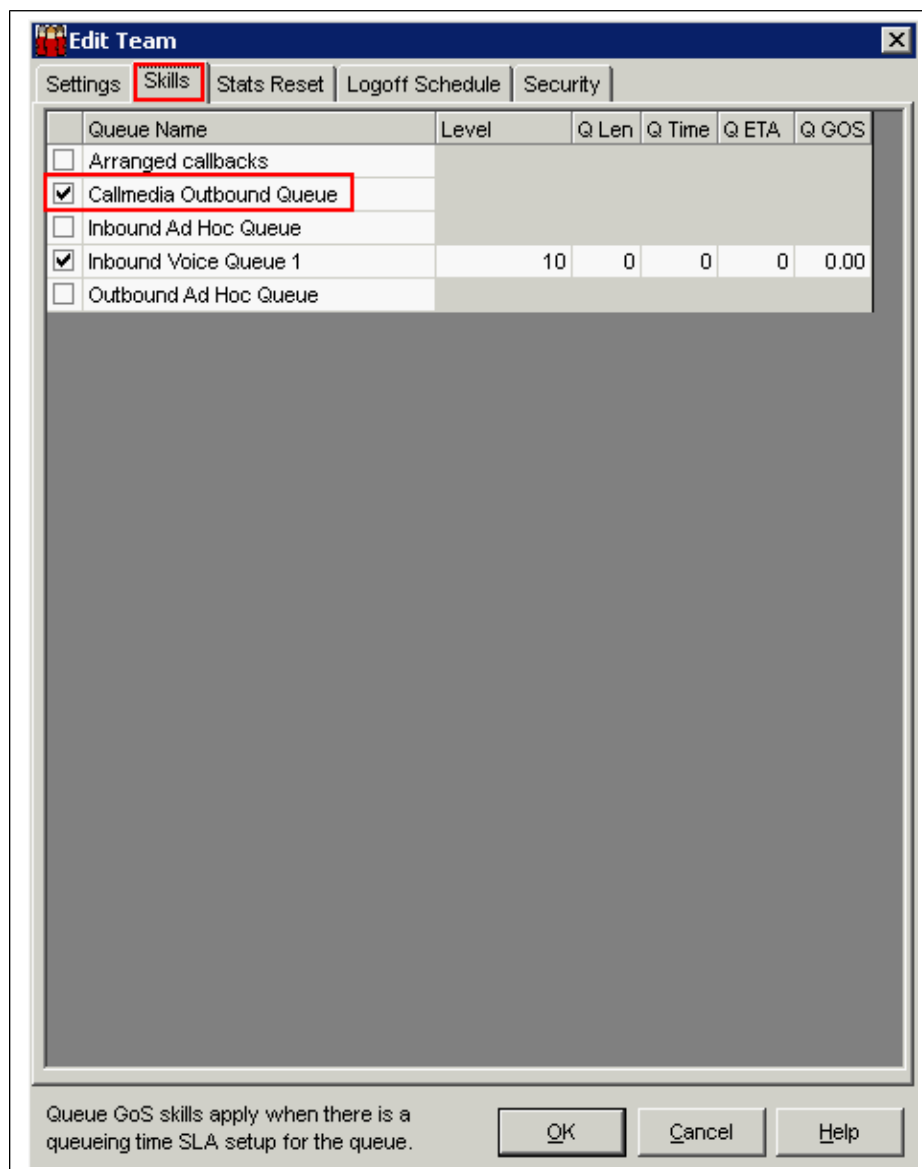 Edit Team
Settings Skills Stats Reset Logoff Schedule Security
Queue Name Level Q Len Q Time Q ETA Q GOS
Arranged callbacks
Callmedia Outbound Queue
Inbound Ad Hoc Queue
Inbound Voice Queue 1 10 0 0 0 0.00
Outbound Ad Hoc Queue
Queue GoS skills apply when there is a
queueing time SLA setup for the queue.
OK Cancel Help